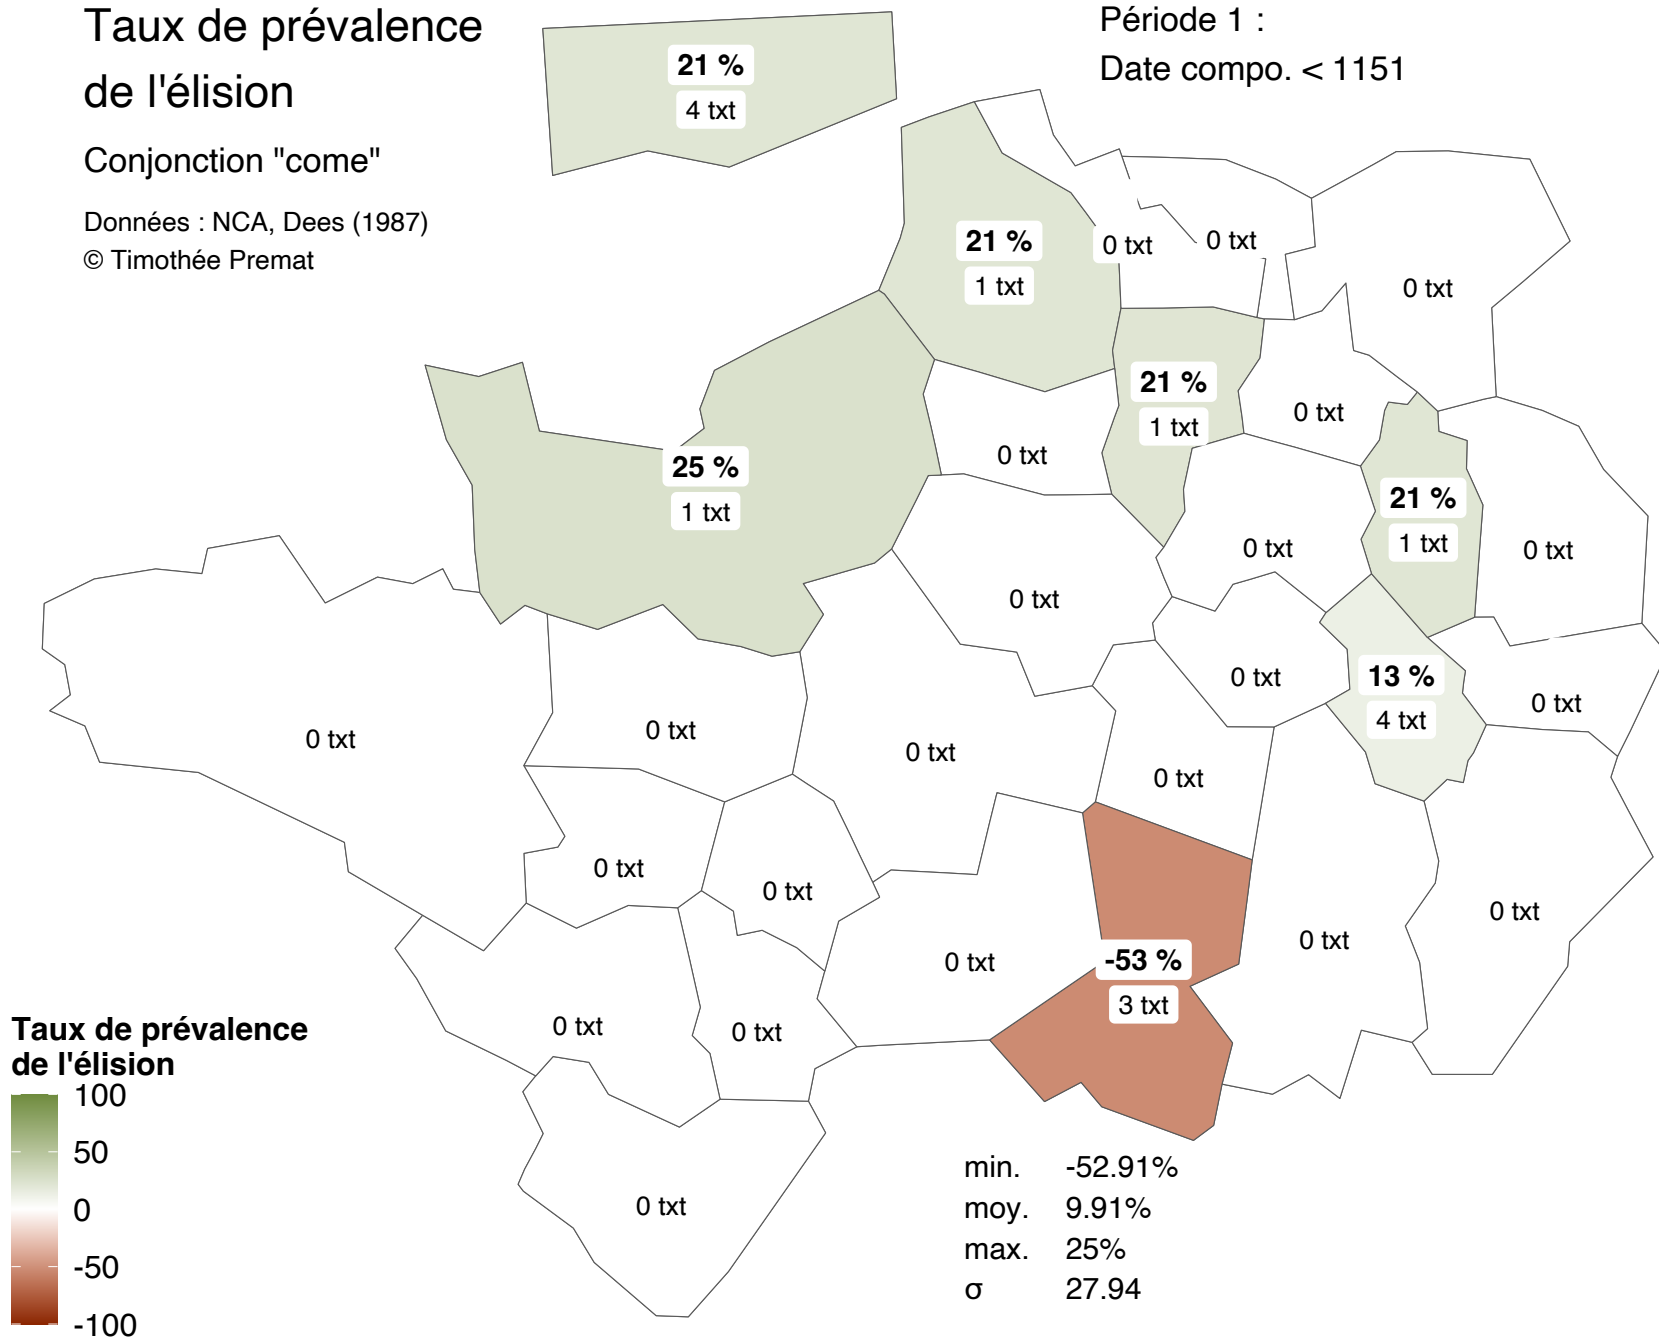 Taux de prévalence
de l'élision
Conjonction "come"
Données : NCA, Dees (1987)
© Timothée Premat
Période 1 :
Date compo. < 1151
21 %
4 txt
21 %
1 txt
0 txt
0 txt
0 txt
21 %
1 txt
0 txt
0 txt
25 %
1 txt
21 %
1 txt
0 txt
0 txt
0 txt
0 txt
13 %
4 txt
0 txt
0 txt
0 txt
0 txt
0 txt
0 txt
0 txt
0 txt
0 txt
0 txt
0 txt
-53 %
3 txt
0 txt
0 txt
0 txt
Taux de prévalence
de l'élision
100
50
0
-50
-100
min. -52.91%
moy. 9.91%
max. 25%
σ 27.94